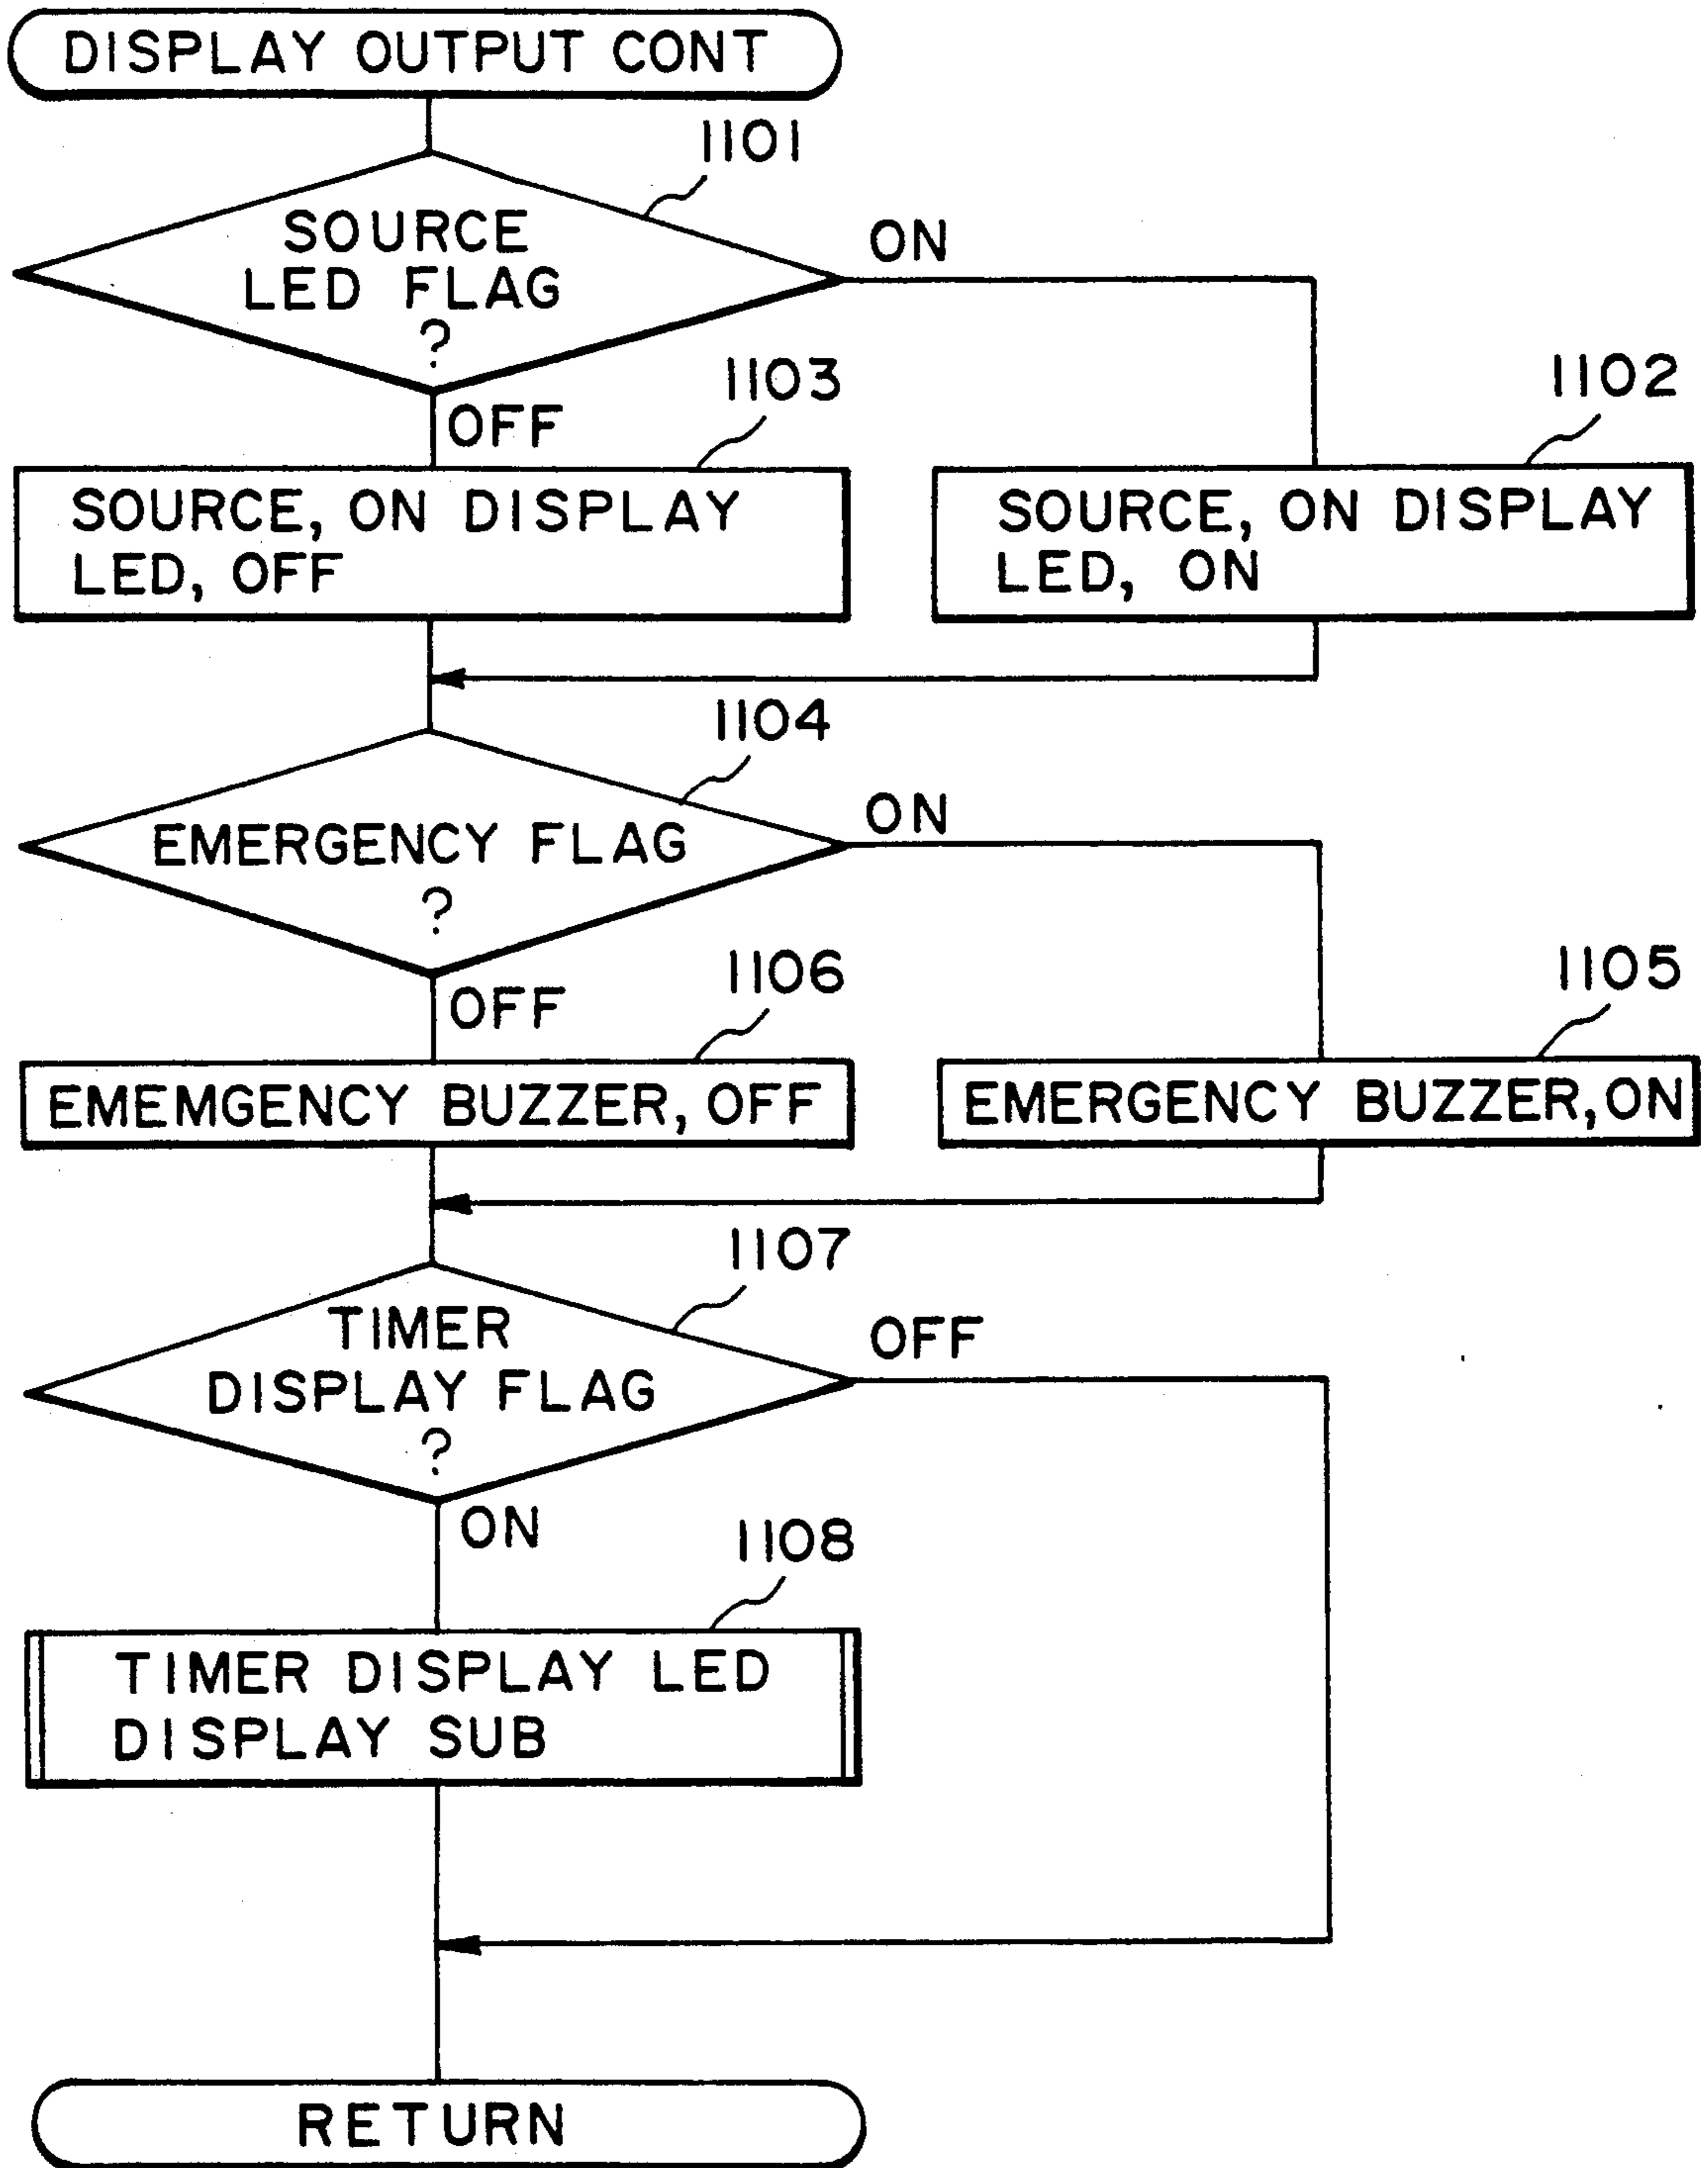 DISPLAY OUTPUT CONT
1101
SOURCE
LED FLAG
?
ON
OFF
1103
1102
SOURCE, ON DISPLAY
LED, OFF
SOURCE, ON DISPLAY
LED, ON
1104
EMERGENCY FLAG
?
ON
OFF
1106
1105
EMEMGENCY BUZZER, OFF
EMERGENCY BUZZER, ON
1107
TIMER
DISPLAY FLAG
?
OFF
ON
1108
TIMER DISPLAY LED
DISPLAY SUB
RETURN